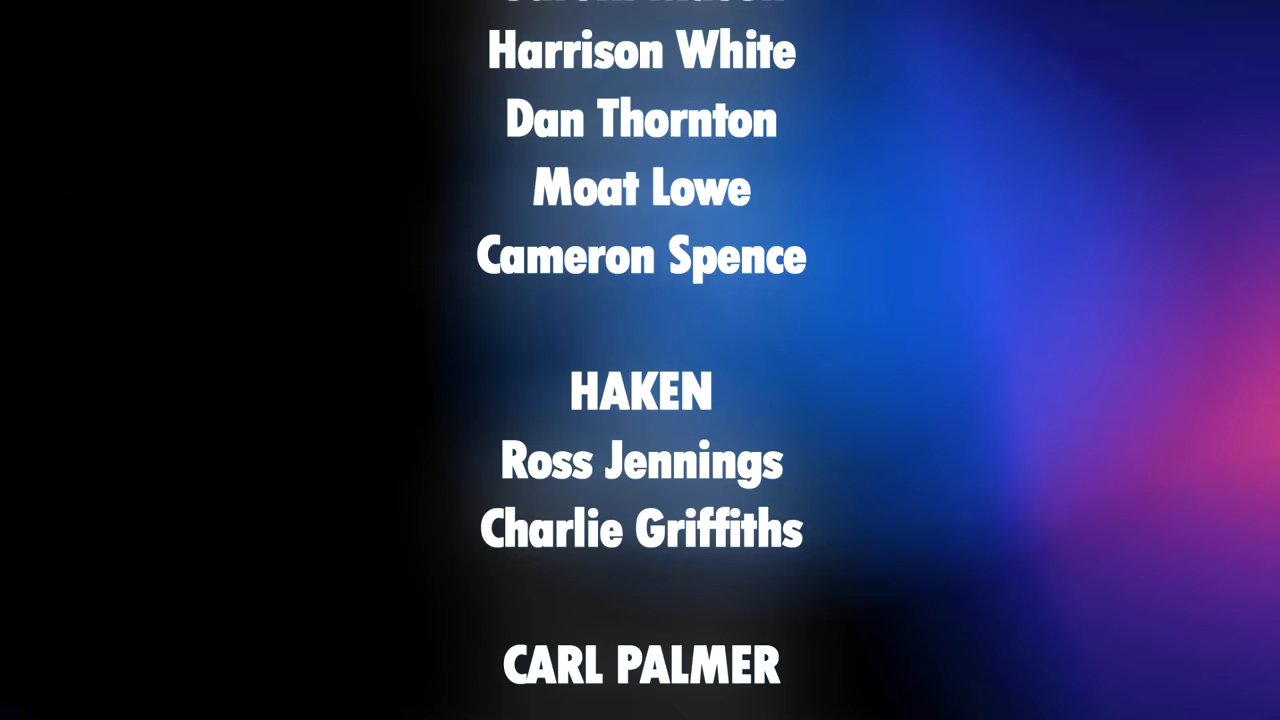 Harrison White
Dan Thornton
Moat Lowe
Cameron Spence
HAKEN
Ross Jennings
Charlie Griffiths
CARL PALMER